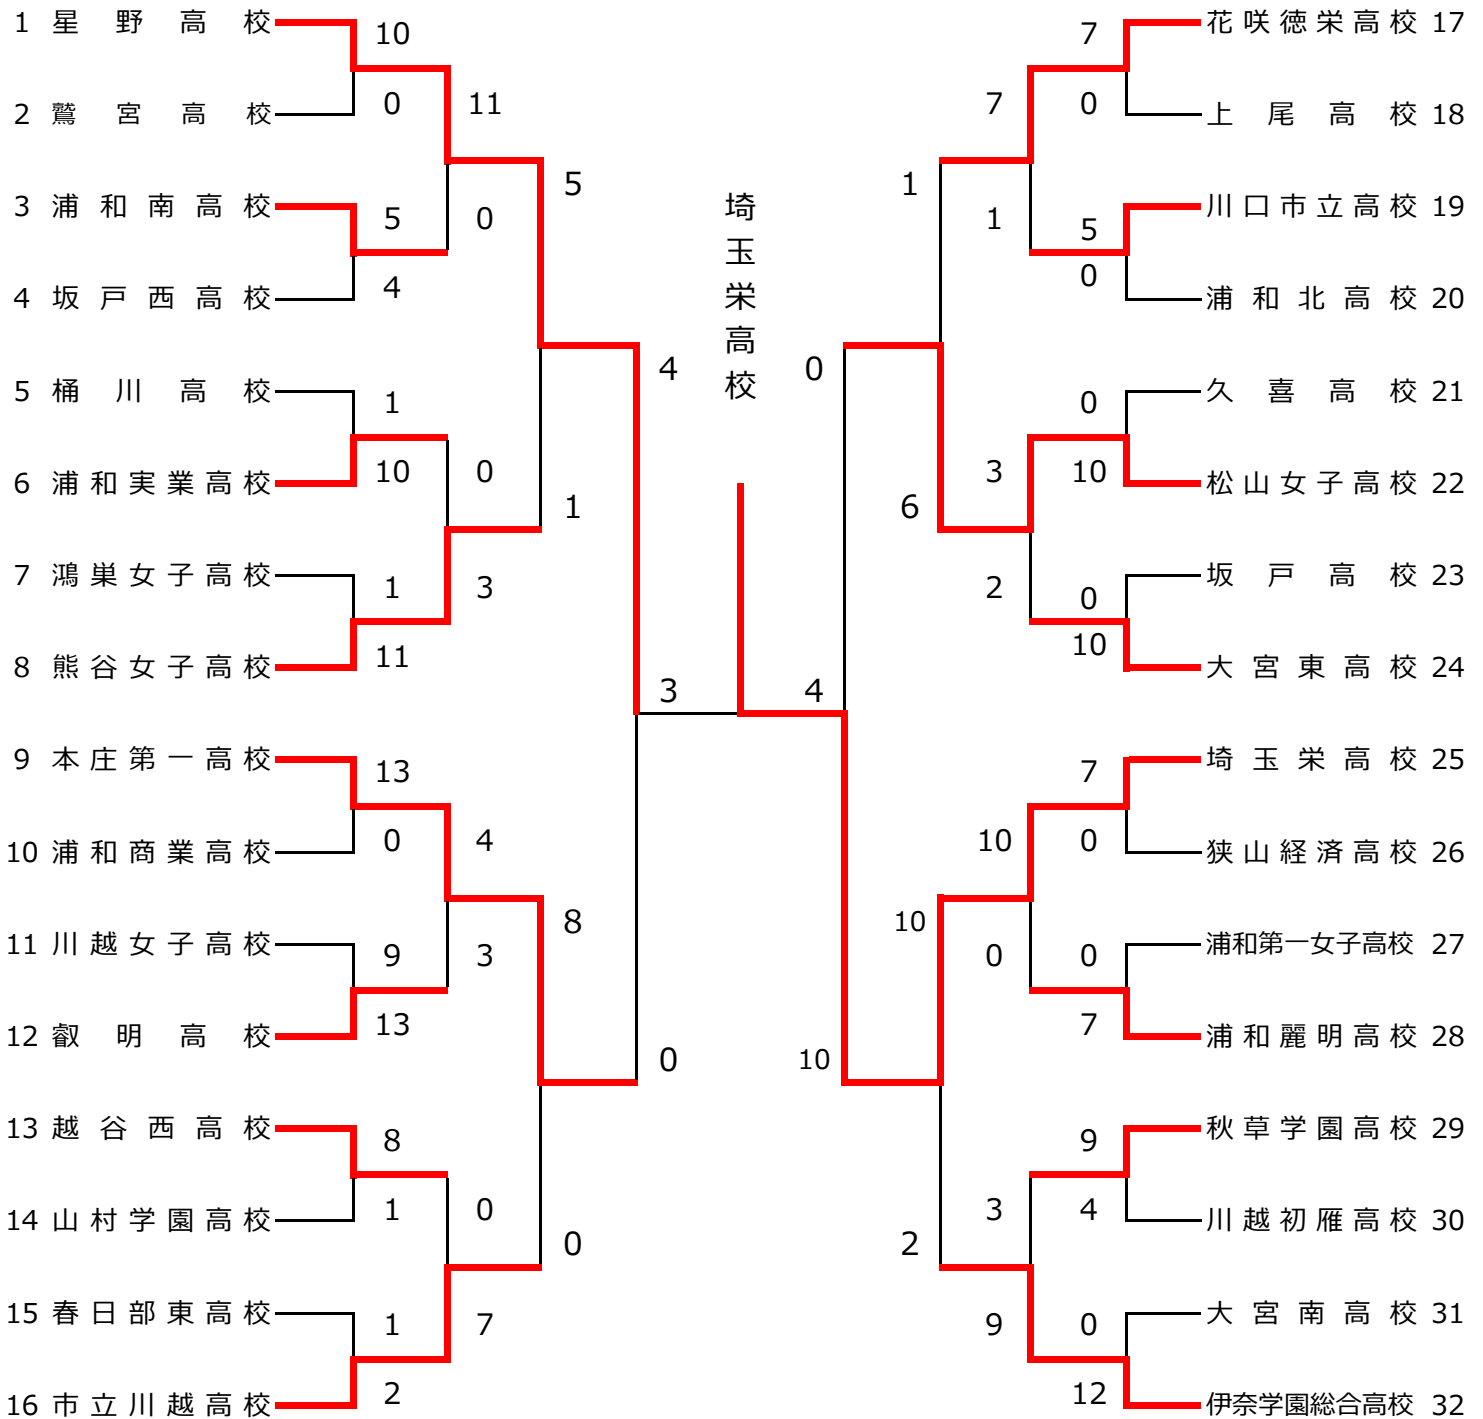 1 星野高校
10
0
2 鷲宮高校
11
3 浦和南高校
5
4
4 坂戸西高校
0
5
5 桶川高校
1
10
6 浦和実業高校
0
7 鴻巣女子高校
1
11
8 熊谷女子高校
3
1
4
9 本庄第一高校
13
0
10 浦和商業高校
4
11 川越女子高校
9
13
12 叡明高校
3
8
13 越谷西高校
8
1
14 山村学園高校
0
15 春日部東高校
1
2
16 市立川越高校
7
0
0
3
埼玉栄高校
4
花咲徳栄高校 17
7
0
上尾高校 18
7
川口市立高校 19
5
0
浦和北高校 20
1
1
久喜高校 21
0
10
松山女子高校 22
3
坂戸高校 23
0
10
大宮東高校 24
2
6
0
埼玉栄高校 25
7
0
狭山経済高校 26
10
浦和第一女子高校 27
0
7
浦和麗明高校 28
0
10
秋草学園高校 29
9
4
川越初雁高校 30
3
大宮南高校 31
0
12
伊奈学園総合高校 32
9
2
10